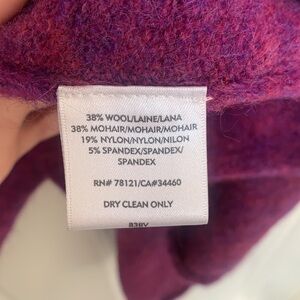 38% WOOL/LAINE/LANA
38% MOHAIR/MOHAIR/MOHAIR
19% NYLON/NYLON/NILON
5% SPANDEX/SPANDEX/
SPANDEX
RN# 78121/CA#34460
DRY CLEAN ONLY